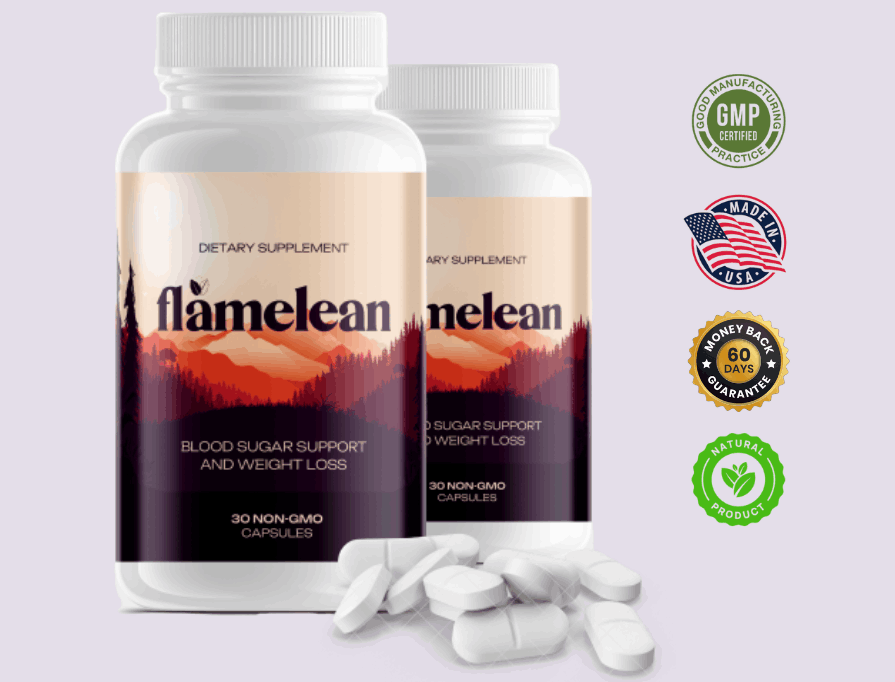 DIETARY SUPPLEMENT
flamelean
BLOOD SUGAR SUPPORT
AND WEIGHT LOSS
30 NON-GMO
CAPSULES
ARY SUPPLEMENT
melean
D SUGAR SUPPORT
D WEIGHT LOSS
30 NON-GMO
CAPSULES
GOOD MANUFACTURING
GMP
CERTIFIED
PRACTICE
MADE IN
USA
MONEY BACK
60
DAYS
GUARANTEE
NATURAL
PRODUCT